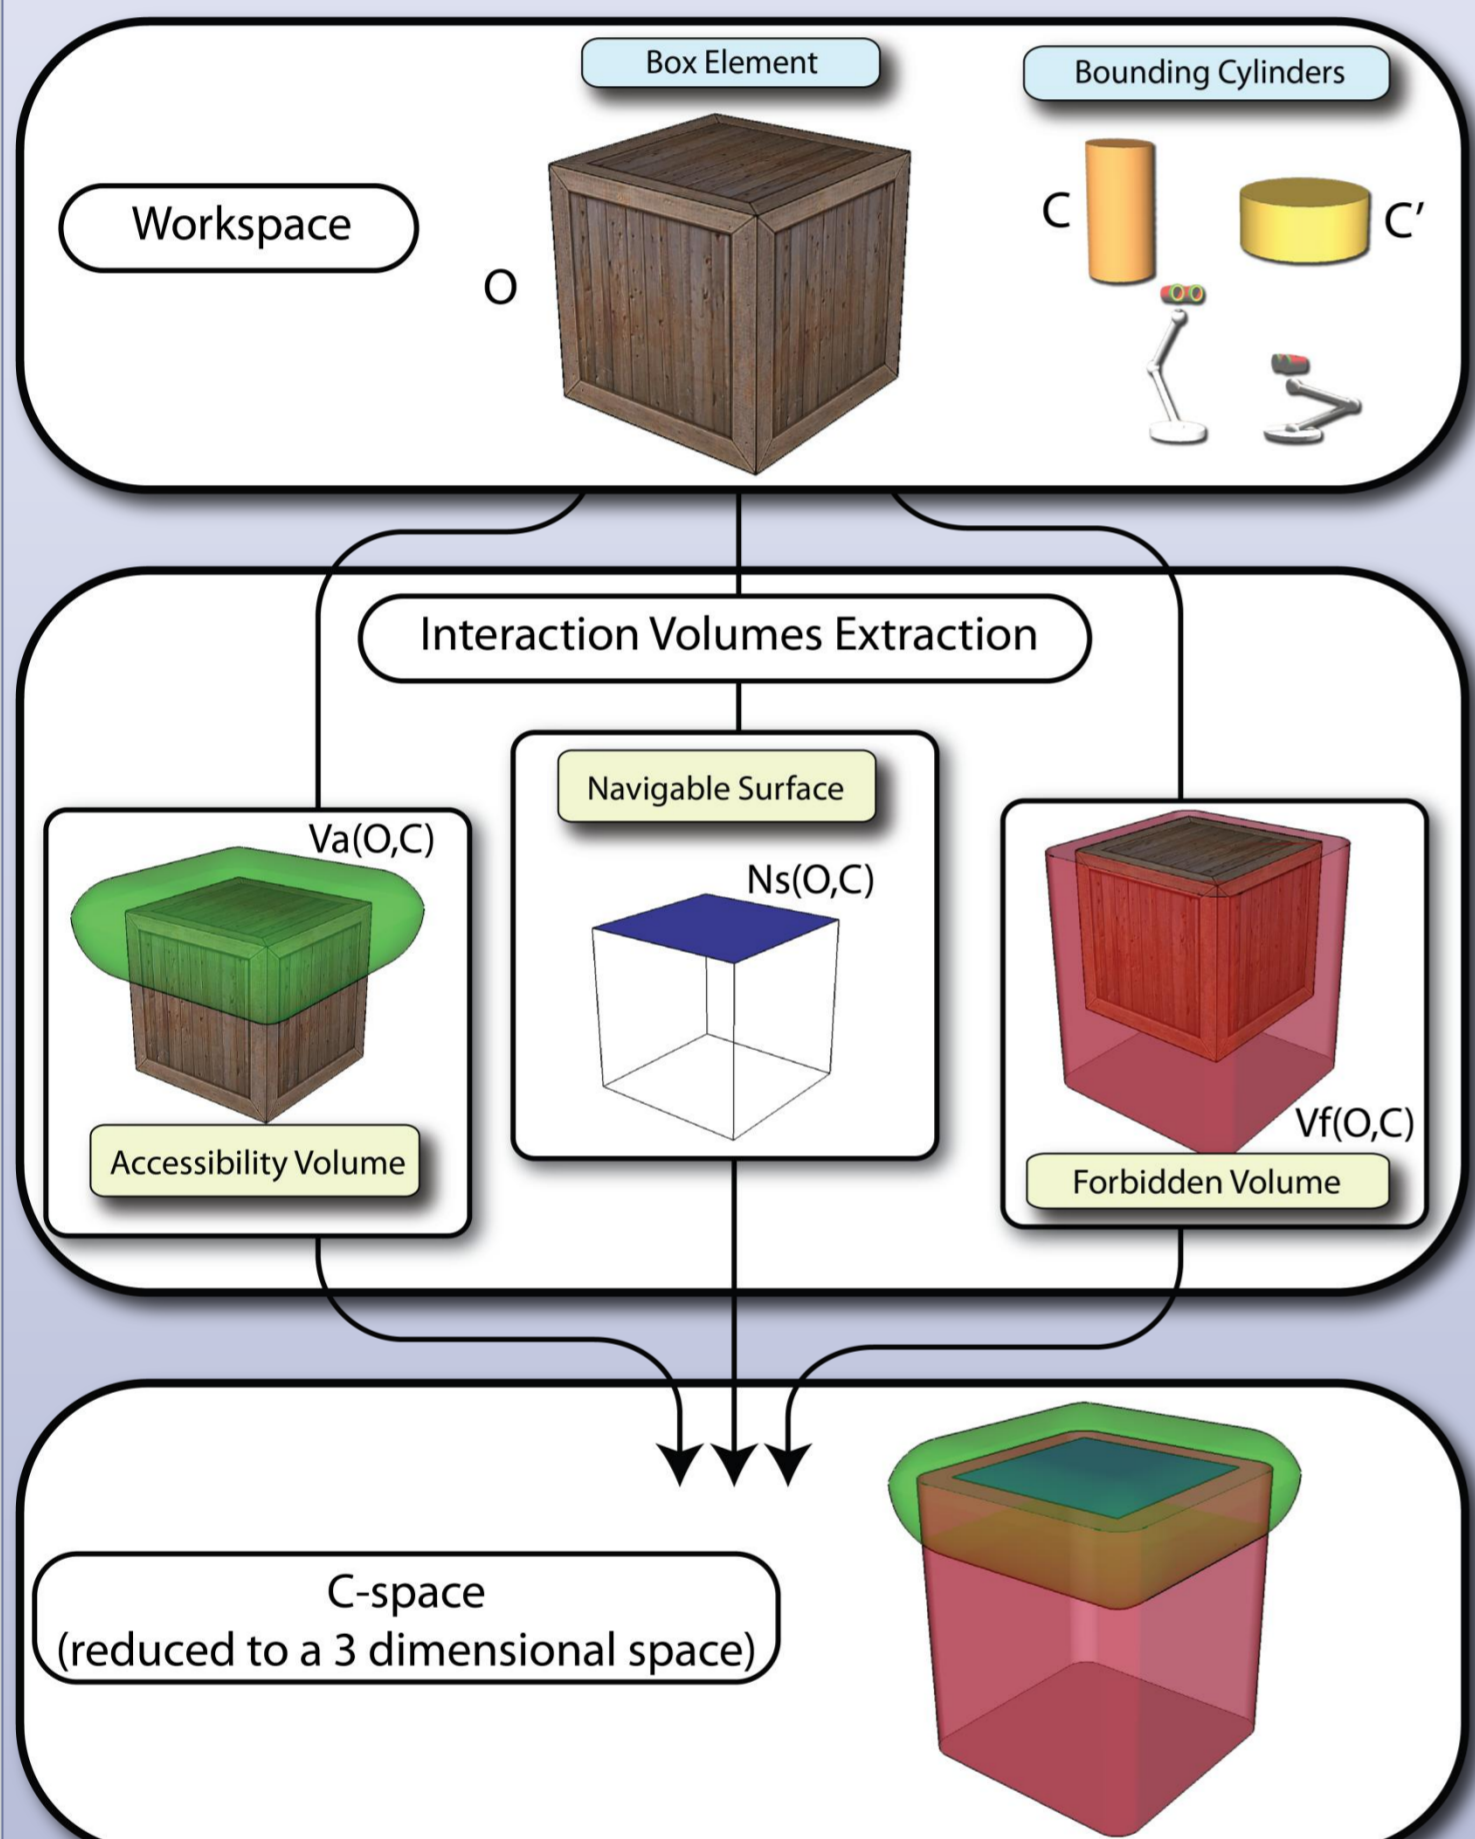 Box Element
Bounding Cylinders
Workspace
O
C
C’
Interaction Volumes Extraction
Va(O,C)
Accessibility Volume
Navigable Surface
Ns(O,C)
Vf(O,C)
Forbidden Volume
C-space
(reduced to a 3 dimensional space)